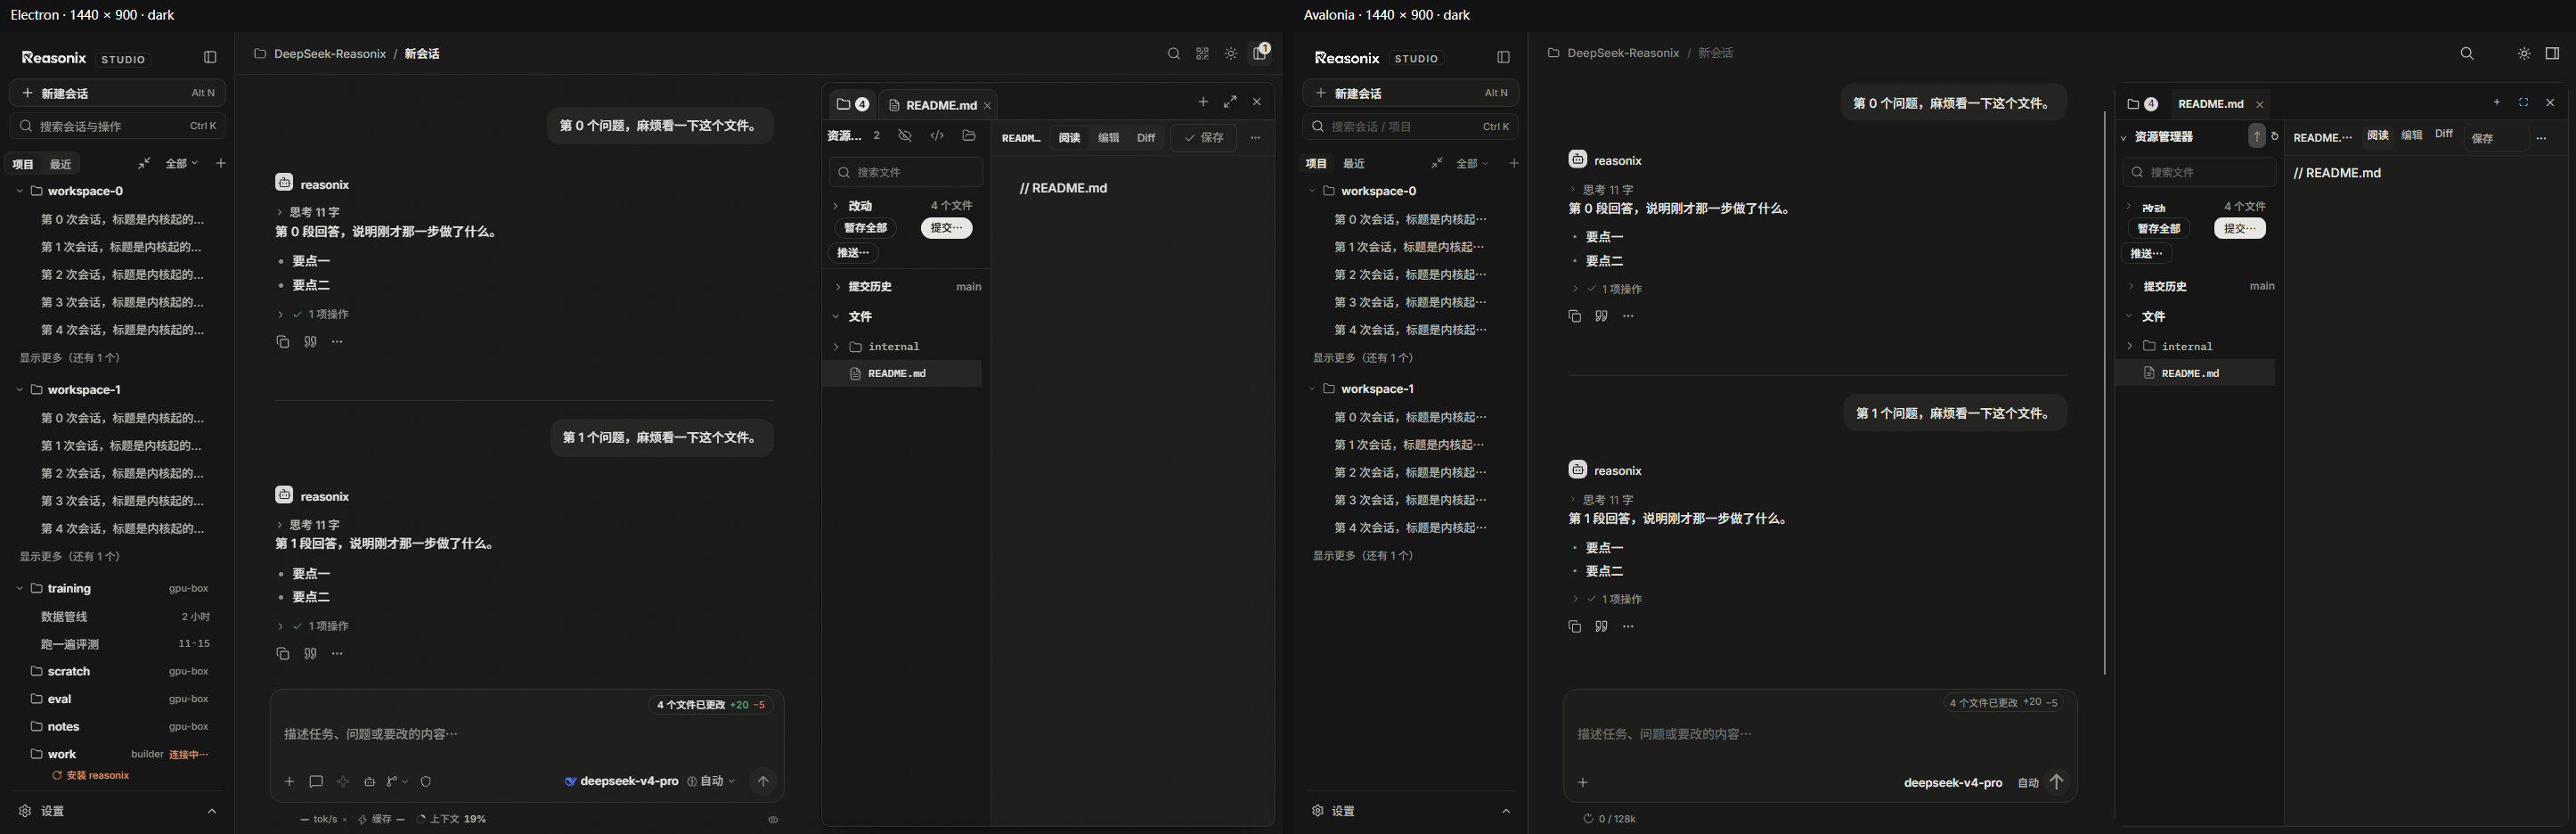 Electron · 1440 × 900 · dark
Reasonix STUDIO
新建会话 Alt N
搜索会话与操作 Ctrl K
项目 最近 全部
workspace-0
第 0 次会话，标题是内核起的...
第 1 次会话，标题是内核起的...
第 2 次会话，标题是内核起的...
第 3 次会话，标题是内核起的...
第 4 次会话，标题是内核起的...
显示更多（还有 1 个）
workspace-1
第 0 次会话，标题是内核起的...
第 1 次会话，标题是内核起的...
第 2 次会话，标题是内核起的...
第 3 次会话，标题是内核起的...
第 4 次会话，标题是内核起的...
显示更多（还有 1 个）
training gpu-box
数据管线 2 小时
跑一遍评测 11-15
scratch gpu-box
eval gpu-box
notes gpu-box
work builder 连接中···
安装 reasonix
设置
DeepSeek-Reasonix / 新会话
1
第 0 个问题，麻烦看一下这个文件。
reasonix
思考 11 字
第 0 段回答，说明刚才那一步做了什么。
• 要点一
• 要点二
1 项操作
第 1 个问题，麻烦看一下这个文件。
reasonix
思考 11 字
第 1 段回答，说明刚才那一步做了什么。
• 要点一
• 要点二
1 项操作
4 个文件已更改 +20 −5
描述任务、问题或要改的内容···
deepseek-v4-pro 自动
— tok/s • 缓存 — 上下文 19%
4 README.md
资源... 2
搜索文件
改动 4 个文件
暂存全部 提交···
推送···
提交历史 main
文件
internal
README.md
READM... 阅读 编辑 Diff 保存 ···
// README.md
Avalonia · 1440 × 900 · dark
Reasonix STUDIO
新建会话 Alt N
搜索会话 / 项目 Ctrl K
项目 最近 全部
workspace-0
第 0 次会话，标题是内核起···
第 1 次会话，标题是内核起···
第 2 次会话，标题是内核起···
第 3 次会话，标题是内核起···
第 4 次会话，标题是内核起···
显示更多（还有 1 个）
workspace-1
第 0 次会话，标题是内核起···
第 1 次会话，标题是内核起···
第 2 次会话，标题是内核起···
第 3 次会话，标题是内核起···
第 4 次会话，标题是内核起···
显示更多（还有 1 个）
设置
DeepSeek-Reasonix / 新会话
第 0 个问题，麻烦看一下这个文件。
reasonix
思考 11 字
第 0 段回答，说明刚才那一步做了什么。
• 要点一
• 要点二
1 项操作
第 1 个问题，麻烦看一下这个文件。
reasonix
思考 11 字
第 1 段回答，说明刚才那一步做了什么。
• 要点一
• 要点二
1 项操作
4 个文件已更改 +20 −5
描述任务、问题或要改的内容···
deepseek-v4-pro 自动
0 / 128k
4 README.md
资源管理器
搜索文件
改动 4 个文件
暂存全部 提交···
推送···
提交历史 main
文件
internal
README.md
README.··· 阅读 编辑 Diff 保存 ···
// README.md